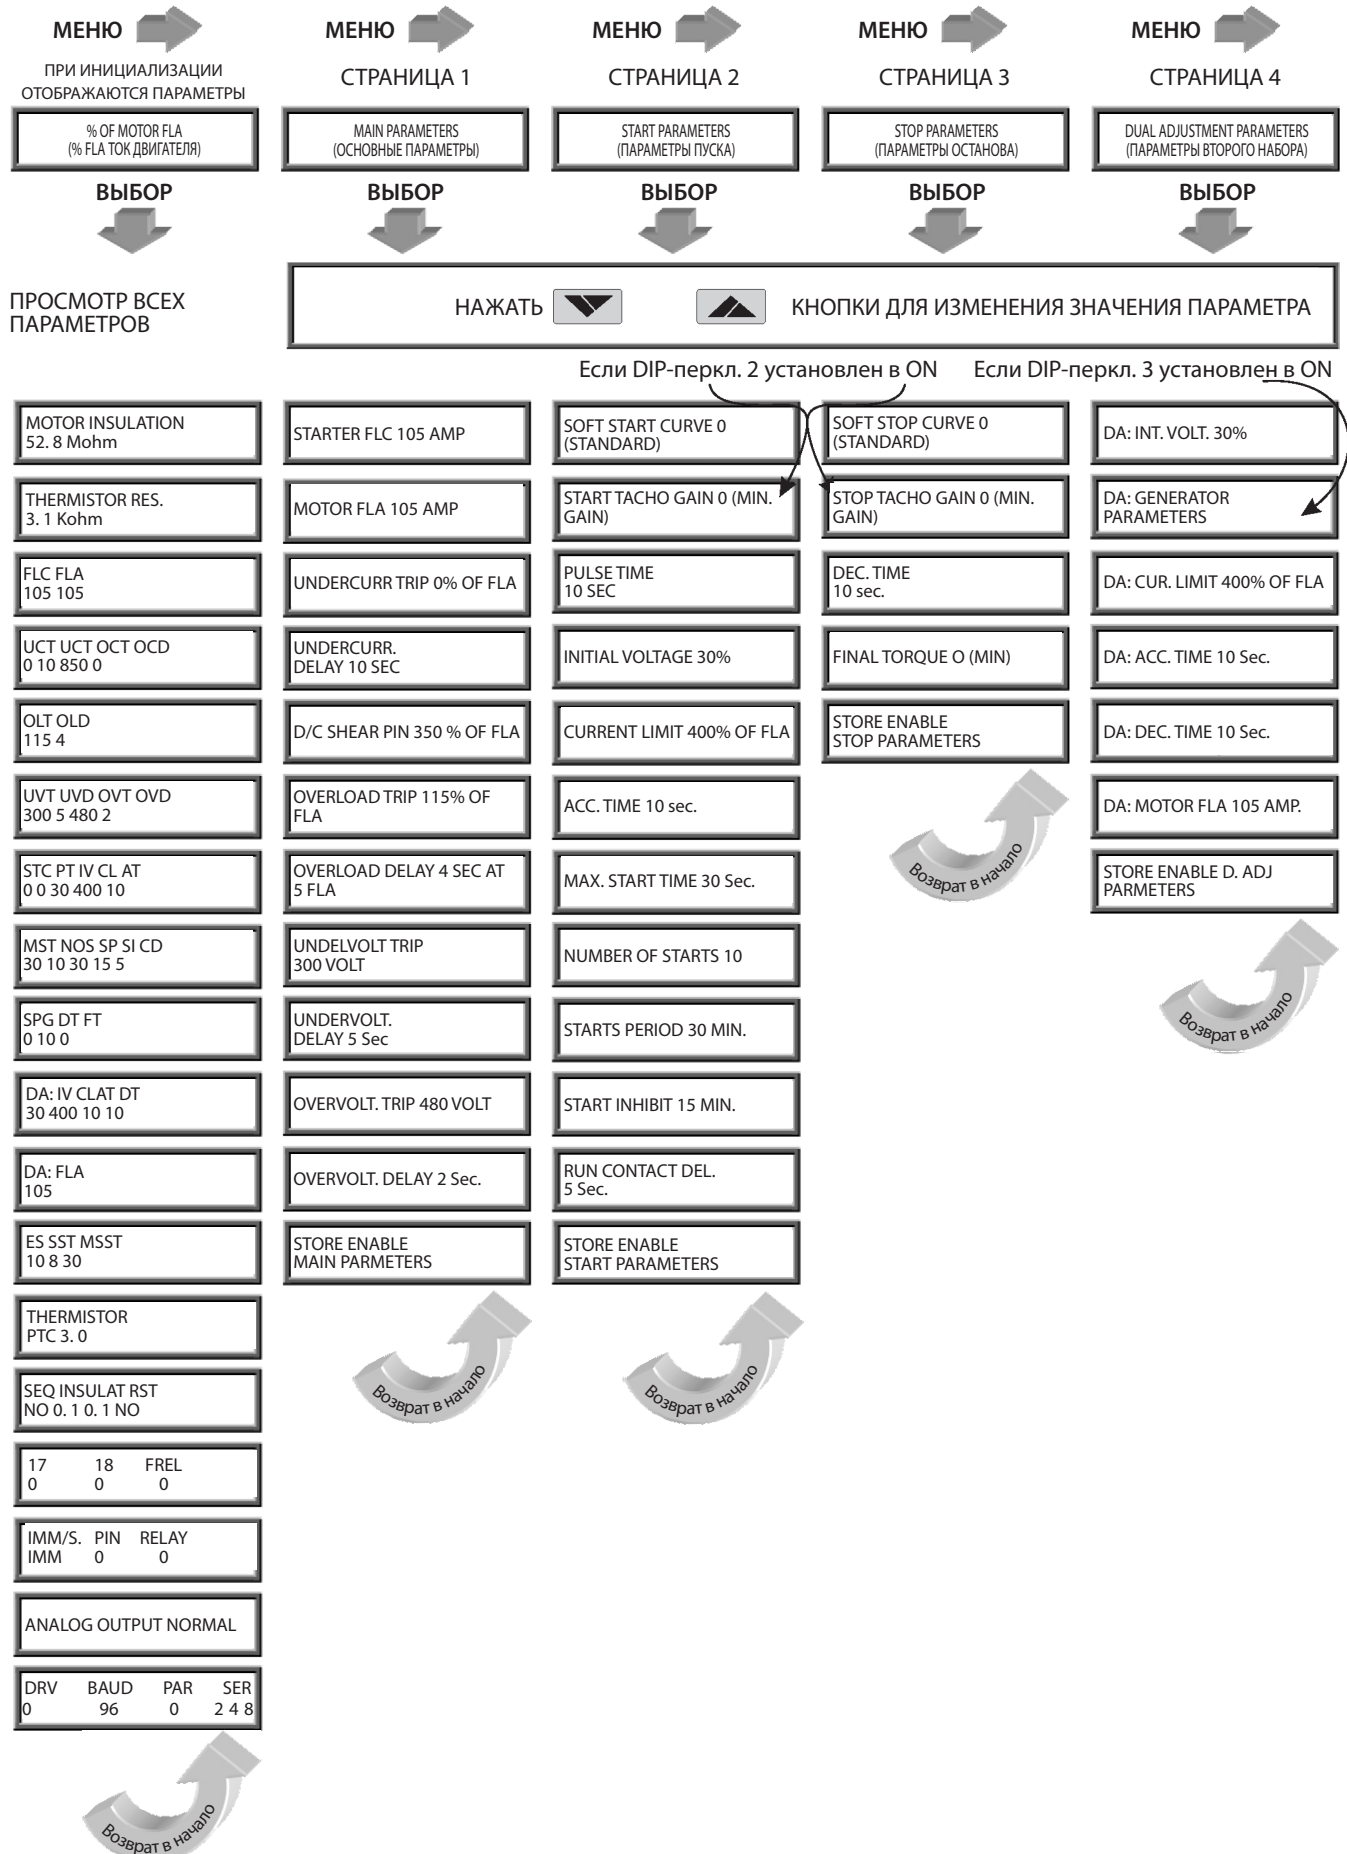 МЕНЮ
ПРИ ИНИЦИАЛИЗАЦИИ
ОТОБРАЖАЮТСЯ ПАРАМЕТРЫ
% OF MOTOR FLA
(% FLA ТОК ДВИГАТЕЛЯ)
ВЫБОР
ПРОСМОТР ВСЕХ
ПАРАМЕТРОВ
МЕНЮ
СТРАНИЦА 1
MAIN PARAMETERS
(ОСНОВНЫЕ ПАРАМЕТРЫ)
ВЫБОР
МЕНЮ
СТРАНИЦА 2
START PARAMETERS
(ПАРАМЕТРЫ ПУСКА)
ВЫБОР
МЕНЮ
СТРАНИЦА 3
STOP PARAMETERS
(ПАРАМЕТРЫ ОСТАНОВА)
ВЫБОР
МЕНЮ
СТРАНИЦА 4
DUAL ADJUSTMENT PARAMETERS
(ПАРАМЕТРЫ ВТОРОГО НАБОРА)
ВЫБОР
НАЖАТЬ КНОПКИ ДЛЯ ИЗМЕНЕНИЯ ЗНАЧЕНИЯ ПАРАМЕТРА
Если DIP-перкл. 2 установлен в ON
Если DIP-перкл. 3 установлен в ON
MOTOR INSULATION
52. 8 Mohm
THERMISTOR RES.
3. 1 Kohm
FLC FLA
105 105
UCT UCT OCT OCD
0 10 850 0
OLT OLD
115 4
UVT UVD OVT OVD
300 5 480 2
STC PT IV CL AT
0 0 30 400 10
MST NOS SP SI CD
30 10 30 15 5
SPG DT FT
0 10 0
DA: IV CLAT DT
30 400 10 10
DA: FLA
105
ES SST MSST
10 8 30
THERMISTOR
PTC 3. 0
SEQ INSULAT RST
NO 0. 1 0. 1 NO
17 18 FREL
0 0 0
IMM/S. PIN RELAY
IMM 0 0
ANALOG OUTPUT NORMAL
DRV BAUD PAR SER
0 96 0 2 4 8
Возврат в начало
STARTER FLC 105 AMP
MOTOR FLA 105 AMP
UNDERCURR TRIP 0% OF FLA
UNDERCURR.
DELAY 10 SEC
D/C SHEAR PIN 350 % OF FLA
OVERLOAD TRIP 115% OF
FLA
OVERLOAD DELAY 4 SEC AT
5 FLA
UNDELVOLT TRIP
300 VOLT
UNDERVOLT.
DELAY 5 Sec
OVERVOLT. TRIP 480 VOLT
OVERVOLT. DELAY 2 Sec.
STORE ENABLE
MAIN PARMETERS
Возврат в начало
SOFT START CURVE 0
(STANDARD)
START TACHO GAIN 0 (MIN.
GAIN)
PULSE TIME
10 SEC
INITIAL VOLTAGE 30%
CURRENT LIMIT 400% OF FLA
ACC. TIME 10 sec.
MAX. START TIME 30 Sec.
NUMBER OF STARTS 10
STARTS PERIOD 30 MIN.
START INHIBIT 15 MIN.
RUN CONTACT DEL.
5 Sec.
STORE ENABLE
START PARAMETERS
Возврат в начало
SOFT STOP CURVE 0
(STANDARD)
STOP TACHO GAIN 0 (MIN.
GAIN)
DEC. TIME
10 sec.
FINAL TORQUE O (MIN)
STORE ENABLE
STOP PARAMETERS
Возврат в начало
DA: INT. VOLT. 30%
DA: GENERATOR
PARAMETERS
DA: CUR. LIMIT 400% OF FLA
DA: ACC. TIME 10 Sec.
DA: DEC. TIME 10 Sec.
DA: MOTOR FLA 105 AMP.
STORE ENABLE D. ADJ
PARMETERS
Возврат в начало